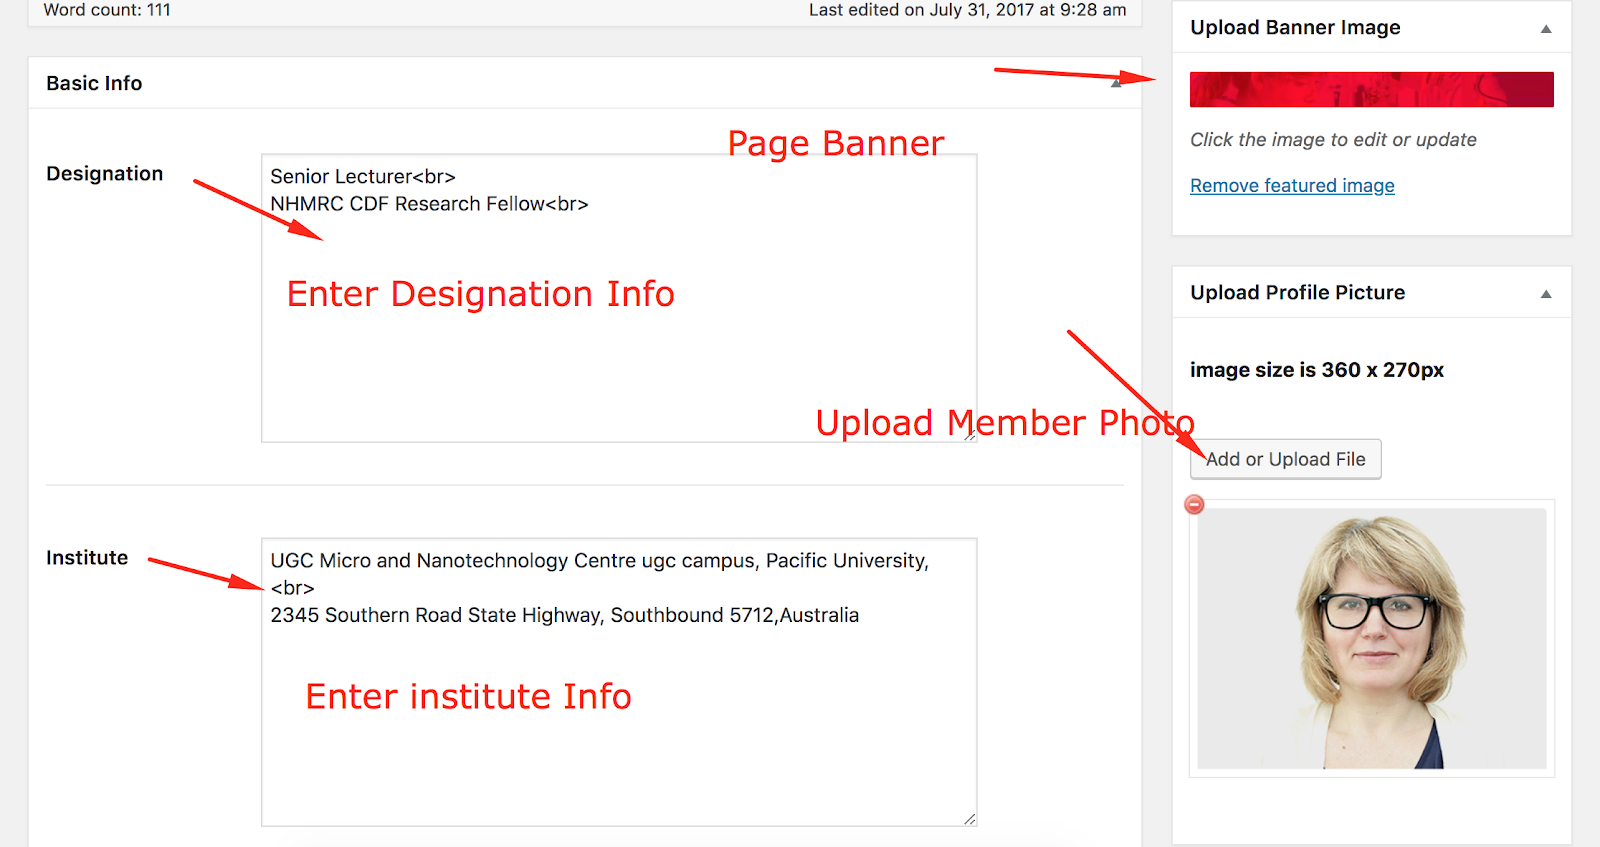 Word count: 111
Last edited on July 31, 2017 at 9:28 am
Basic Info
Page Banner
Designation
Senior Lecturer<br>
NHMRC CDF Research Fellow<br>
Enter Designation Info
Upload Member Photo
Institute
UGC Micro and Nanotechnology Centre ugc campus, Pacific University,
<br>
2345 Southern Road State Highway, Southbound 5712,Australia
Enter institute Info
Upload Banner Image
Click the image to edit or update
Remove featured image
Upload Profile Picture
image size is 360 x 270px
Add or Upload File